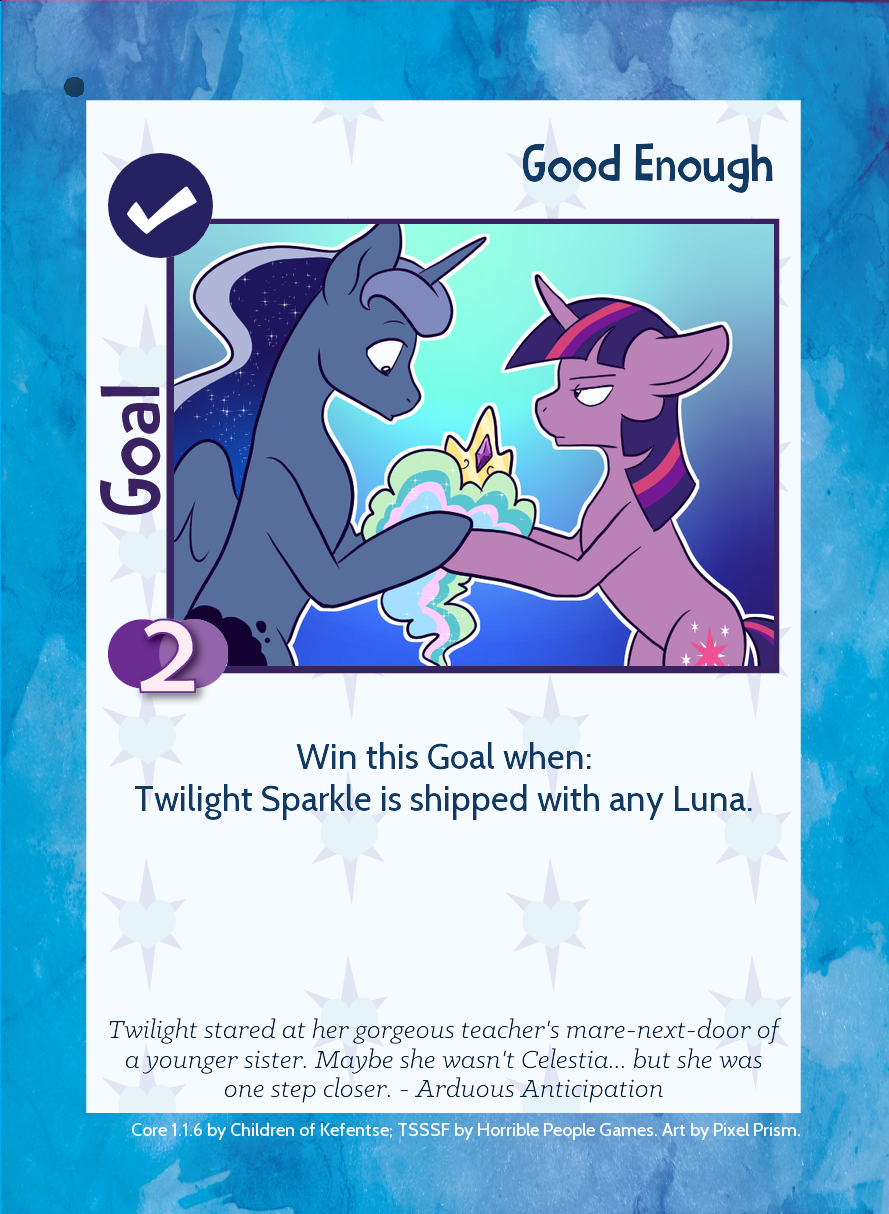 Good Enough
Goal
2
Win this Goal when:
Twilight Sparkle is shipped with any Luna.
Twilight stared at her gorgeous teacher's mare-next-door of
a younger sister. Maybe she wasn't Celestia... but she was
one step closer. - Arduous Anticipation
Core 1.1.6 by Children of Kefentse; TSSSF by Horrible People Games. Art by Pixel Prism.